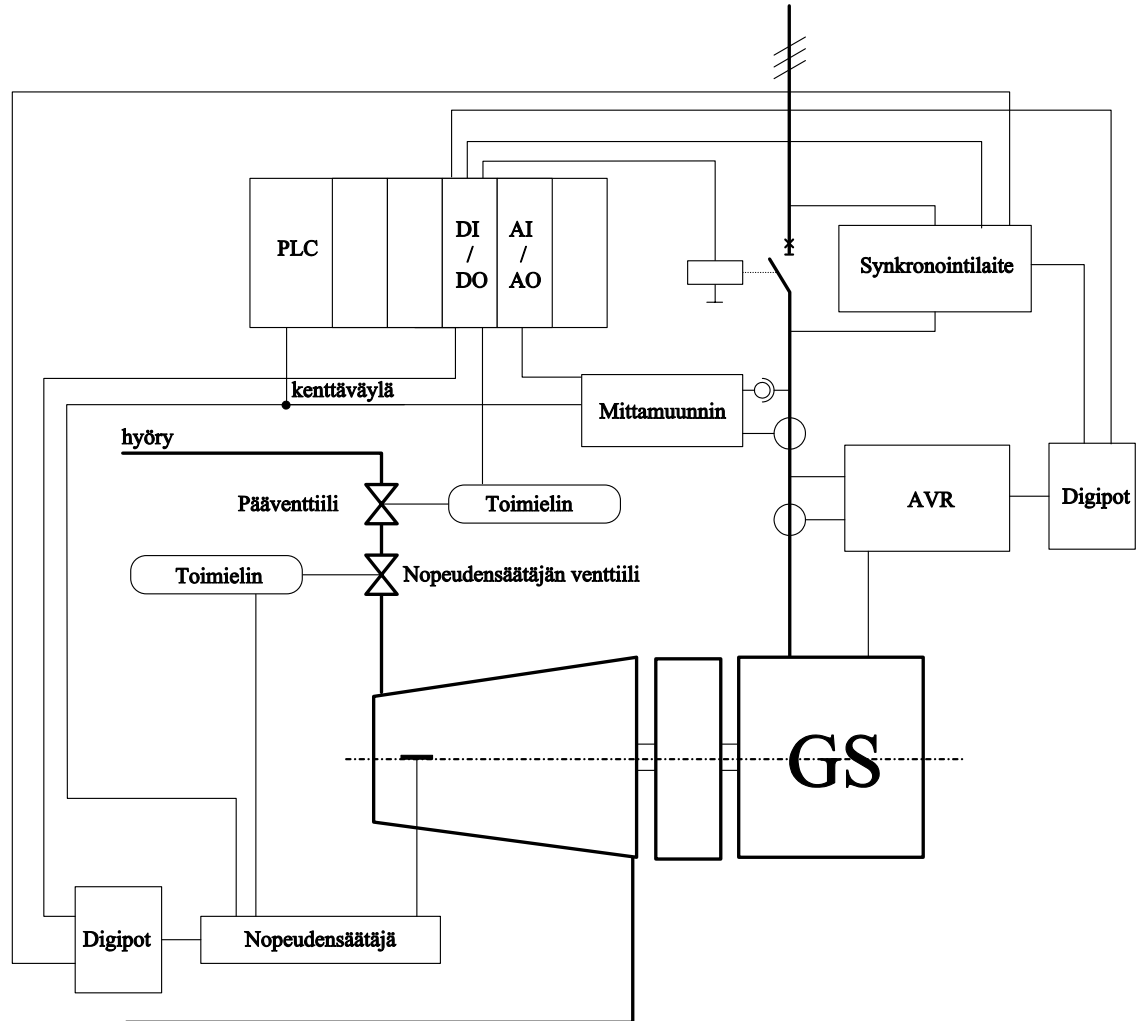 PLC
DI
/
DO
AI
/
AO
Synkronointilaite
kenttäväylä
Mittamuunnin
hyöry
Pääventtiili
Toimielin
AVR
Digipot
Toimielin
Nopeudensäätäjän venttiili
GS
Digipot
Nopeudensäätäjä